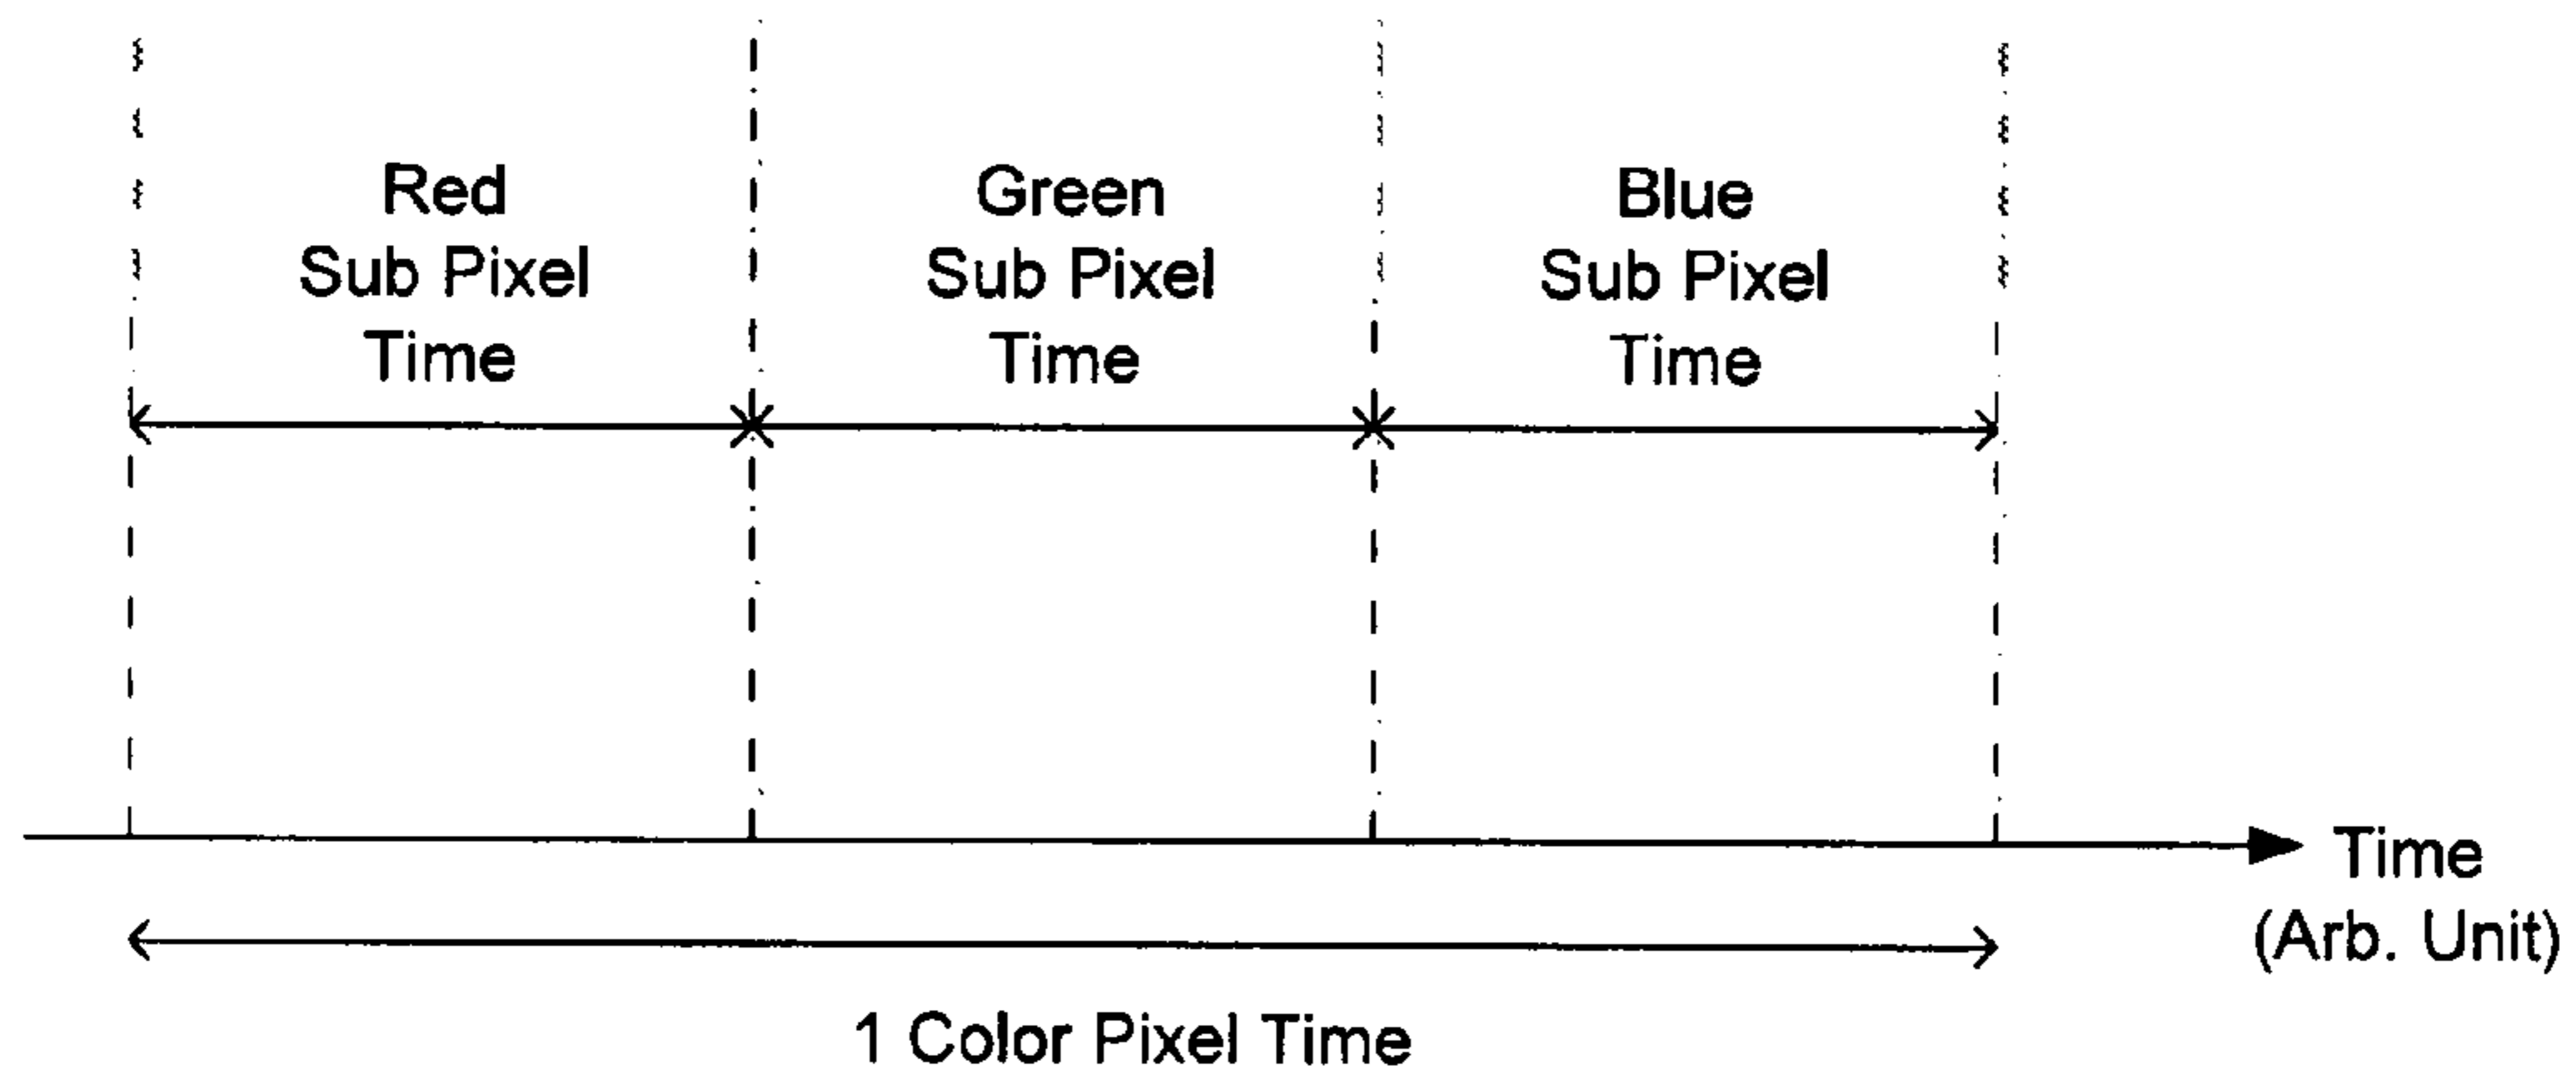 Red
Sub Pixel
Time
Green
Sub Pixel
Time
Blue
Sub Pixel
Time
Time
(Arb. Unit)
1 Color Pixel Time